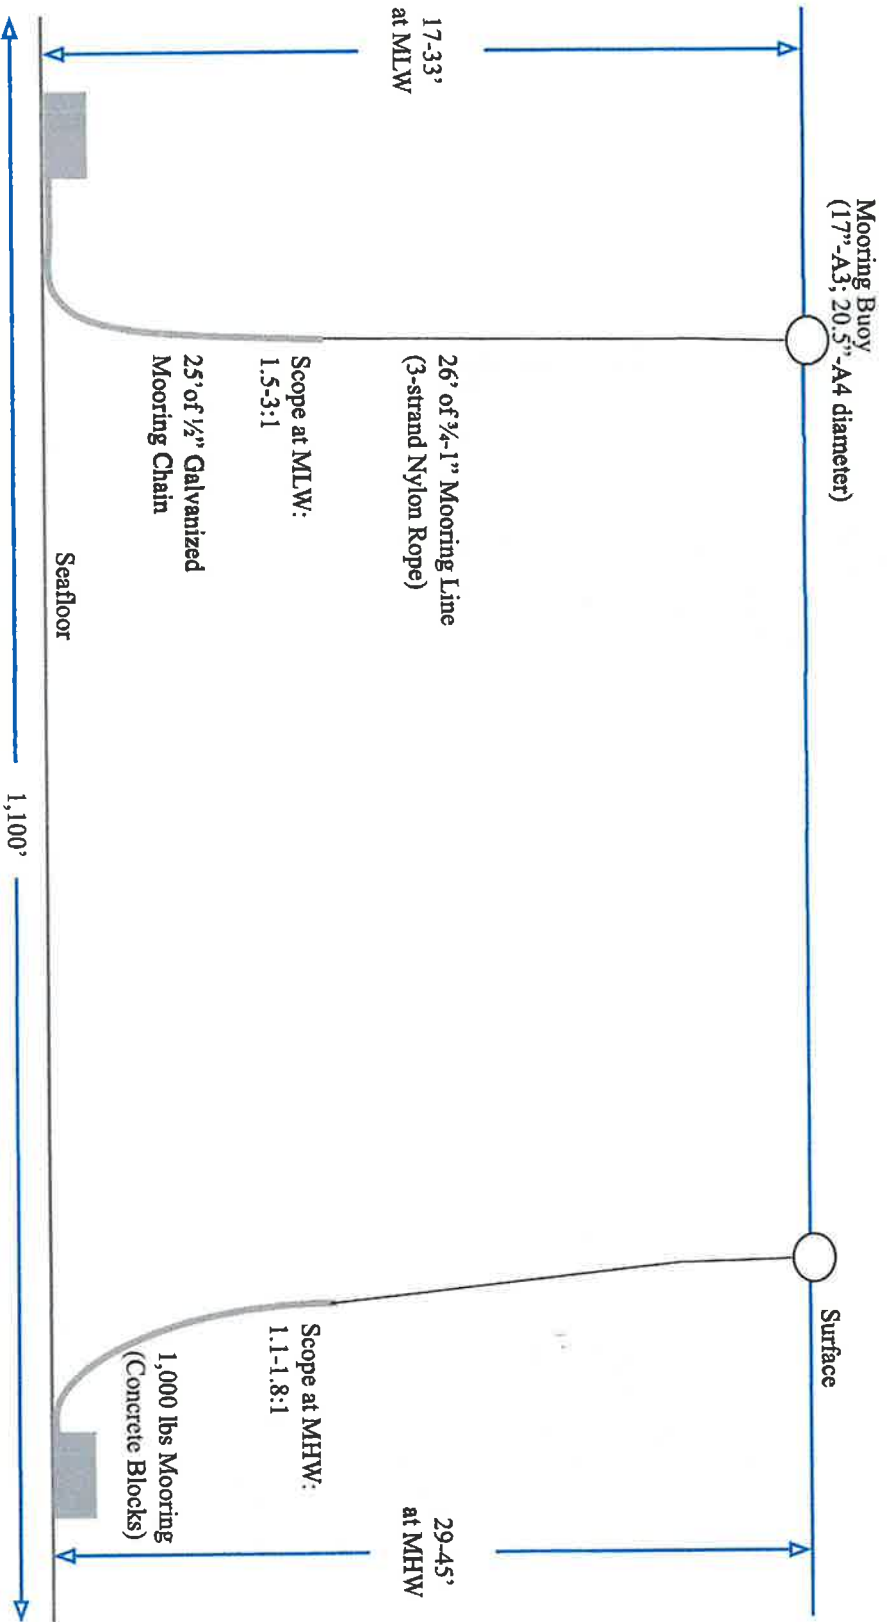 Mooring Buoy
(17”-A3; 20.5”-A4 diameter)
Surface
17-33’
at MLW
26’ of ¾-1” Mooring Line
(3-strand Nylon Rope)
Scope at MLW:
1.5-3:1
25’ of ½” Galvanized
Mooring Chain
29-45’
at MHW
Scope at MHW:
1.1-1.8:1
1,000 lbs Mooring
(Concrete Blocks)
Seafloor
1,100’